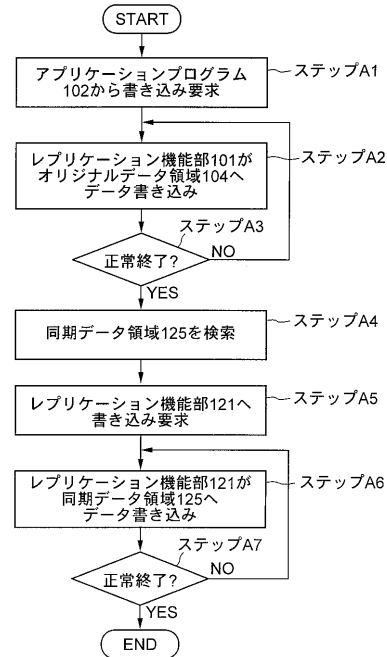 START
アプリケーションプログラム
102から書き込み要求
ステップA1
レプリケーション機能部101が
オリジナルデータ領域104へ
データ書き込み
ステップA2
ステップA3
正常終了?
NO
YES
同期データ領域125を検索
ステップA4
レプリケーション機能部121へ
書き込み要求
ステップA5
レプリケーション機能部121が
同期データ領域125へ
データ書き込み
ステップA6
ステップA7
正常終了?
NO
YES
END